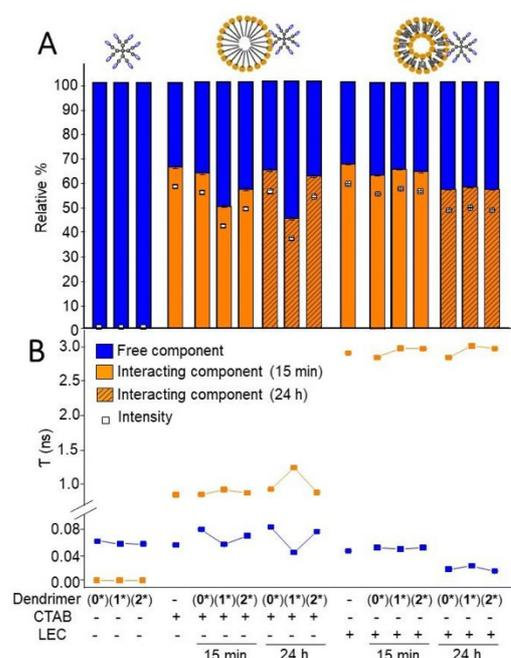 A
100
90
80
70
60
50
40
30
20
10
0
Relative %
B
Free component
Interacting component (15 min)
Interacting component (24 h)
Intensity
3.0
2.5
2.0
1.5
1.0
0.08
0.04
0.00
T (ns)
Dendrimer (0*)(1*)(2*) - (0*)(1*)(2*)(0*)(1*)(2*) - (0*)(1*)(2*)(0*)(1*)(2*)
CTAB - - - + + + + + + + - - - - - - -
LEC - - - - - - - - - - + + + + + + +
15 min 24 h 15 min 24 h